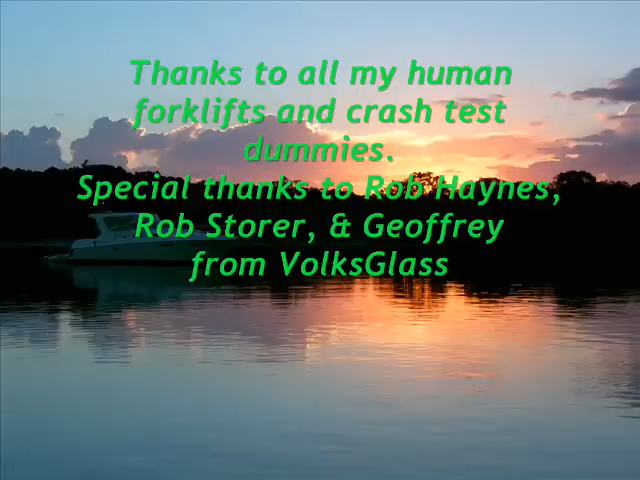 Thanks to all my human
forklifts and crash test
dummies.
Special thanks to Rob Haynes,
Rob Storer, & Geoffrey
from VolksGlass